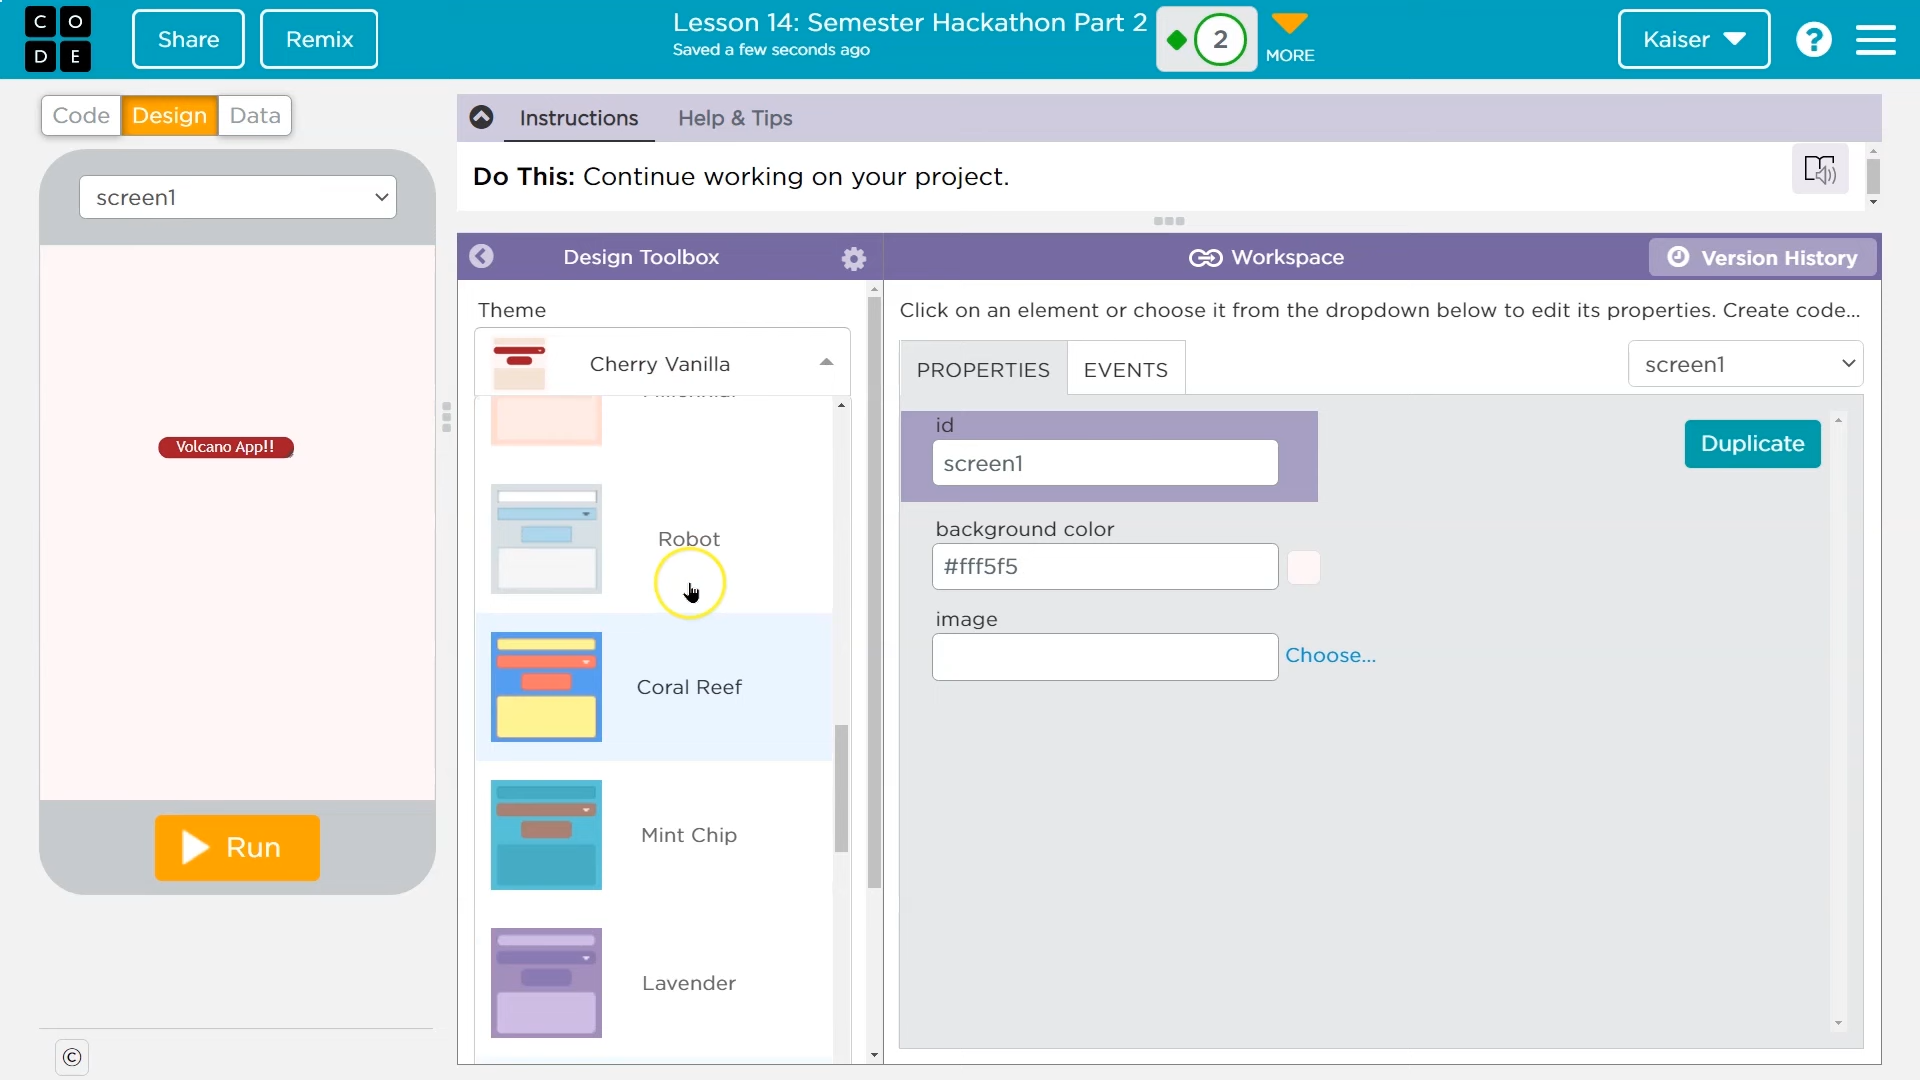 C O
D E
Share
Remix
Lesson 14: Semester Hackathon Part 2
Saved a few seconds ago
2
MORE
Kaiser
?
Code
Design
Data
Instructions
Help & Tips
screen1
Do This: Continue working on your project.
Design Toolbox
Workspace
Version History
Theme
Click on an element or choose it from the dropdown below to edit its properties. Create code...
Cherry Vanilla
PROPERTIES
EVENTS
screen1
id
screen1
Duplicate
Volcano App!!
Robot
background color
#fff5f5
image
Choose...
Coral Reef
Mint Chip
Run
Lavender
©